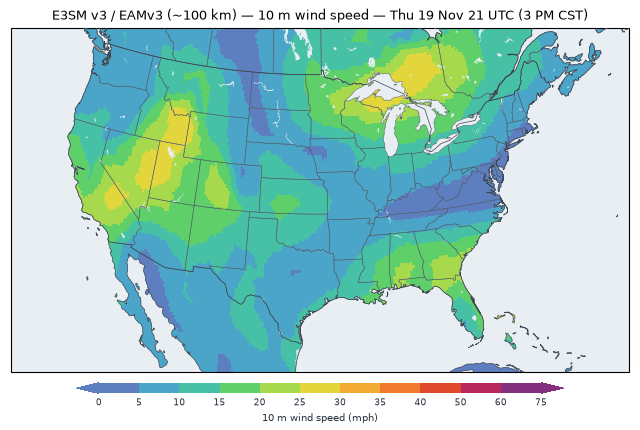 E3SM v3 / EAMv3 (~100 km) — 10 m wind speed — Thu 19 Nov 21 UTC (3 PM CST)
0 5 10 15 20 25 30 35 40 50 60 75
10 m wind speed (mph)